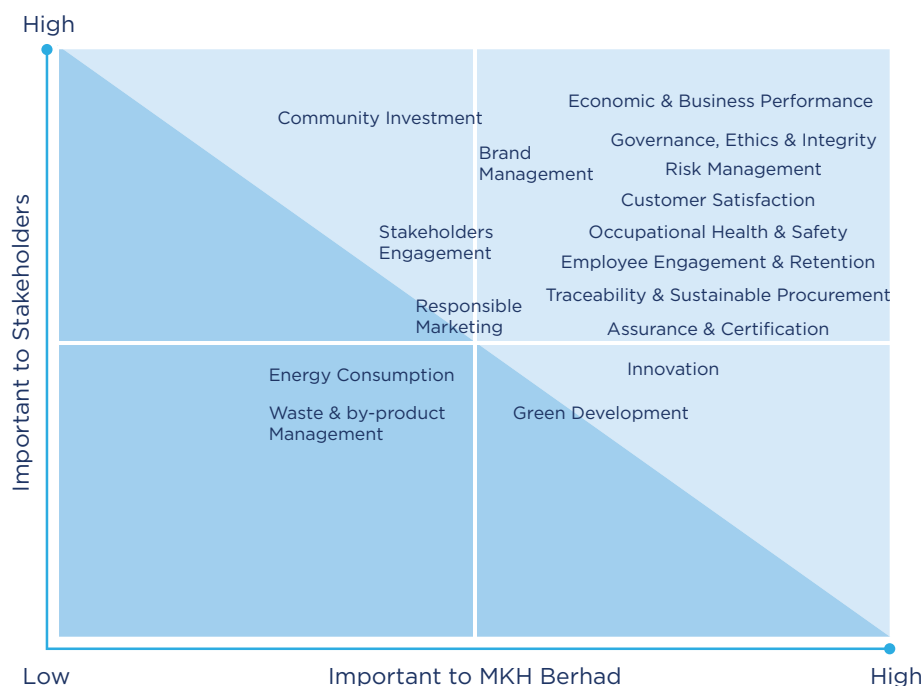 High
Important to Stakeholders
Economic & Business Performance
Community Investment
Governance, Ethics & Integrity
Brand
Management
Risk Management
Customer Satisfaction
Stakeholders
Engagement
Occupational Health & Safety
Employee Engagement & Retention
Traceability & Sustainable Procurement
Responsible
Marketing
Assurance & Certification
Energy Consumption
Innovation
Waste & by-product
Management
Green Development
Low
Important to MKH Berhad
High